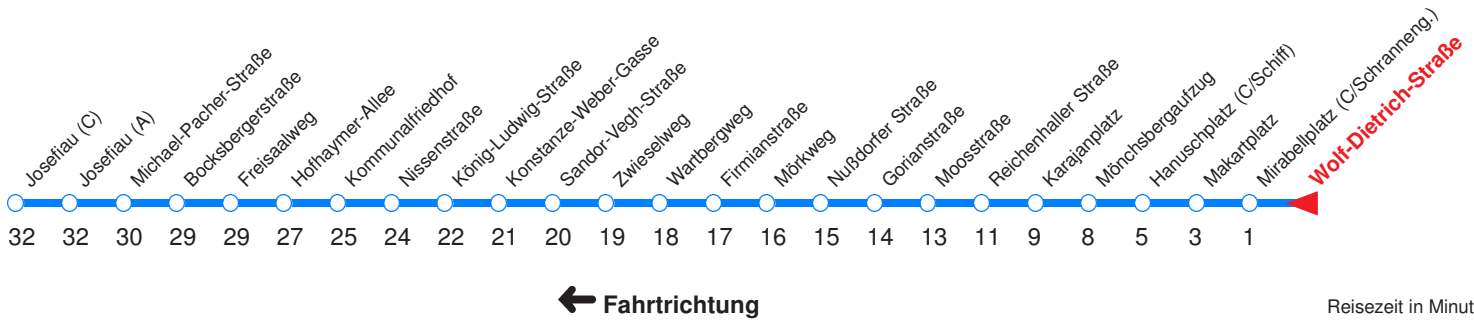 Josefiau (C)
Josefiau (A)
Michael-Pacher-Straße
Bocksbergerstraße
Freisaalweg
Hofhaymer-Allee
Kommunalfriedhof
Nissenstraße
König-Ludwig-Straße
Konstanze-Weber-Gasse
Sandor-Vegh-Straße
Zwieselweg
Wartbergweg
Firmianstraße
Mörkweg
Nußdorfer Straße
Gorianstraße
Moosstraße
Reichenhaller Straße
Karajanplatz
Mönchsbergaufzug
Hanuschplatz (C/Schiff)
Makartplatz
Mirabellplatz (C/Schranneng.)
Wolf-Dietrich-Straße
32 32 30 29 29 27 25 24 22 21 20 19 18 17 16 15 14 13 11 9 8 5 3 1
← Fahrtrichtung
Reisezeit in Minut